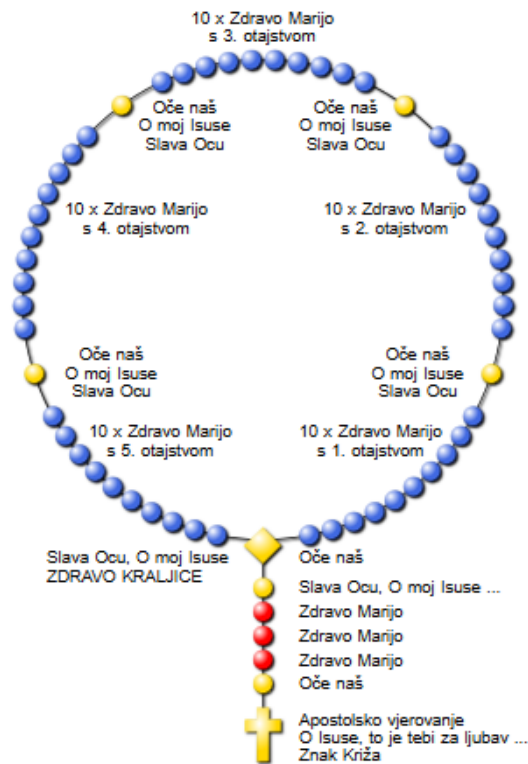 10 x Zdravo Marijo
s 3. otajstvom
Oče naš
O moj Isuse
Slava Ocu
Oče naš
O moj Isuse
Slava Ocu
10 x Zdravo Marijo
s 4. otajstvom
10 x Zdravo Marijo
s 2. otajstvom
Oče naš
O moj Isuse
Slava Ocu
Oče naš
O moj Isuse
Slava Ocu
10 x Zdravo Marijo
s 5. otajstvom
10 x Zdravo Marijo
s 1. otajstvom
Slava Ocu, O moj Isuse
ZDRAVO KRALJICE
Oče naš
Slava Ocu, O moj Isuse ...
Zdravo Marijo
Zdravo Marijo
Zdravo Marijo
Oče naš
Apostolsko vjerovanje
O Isuse, to je tebi za ljubav ...
Znak Križa